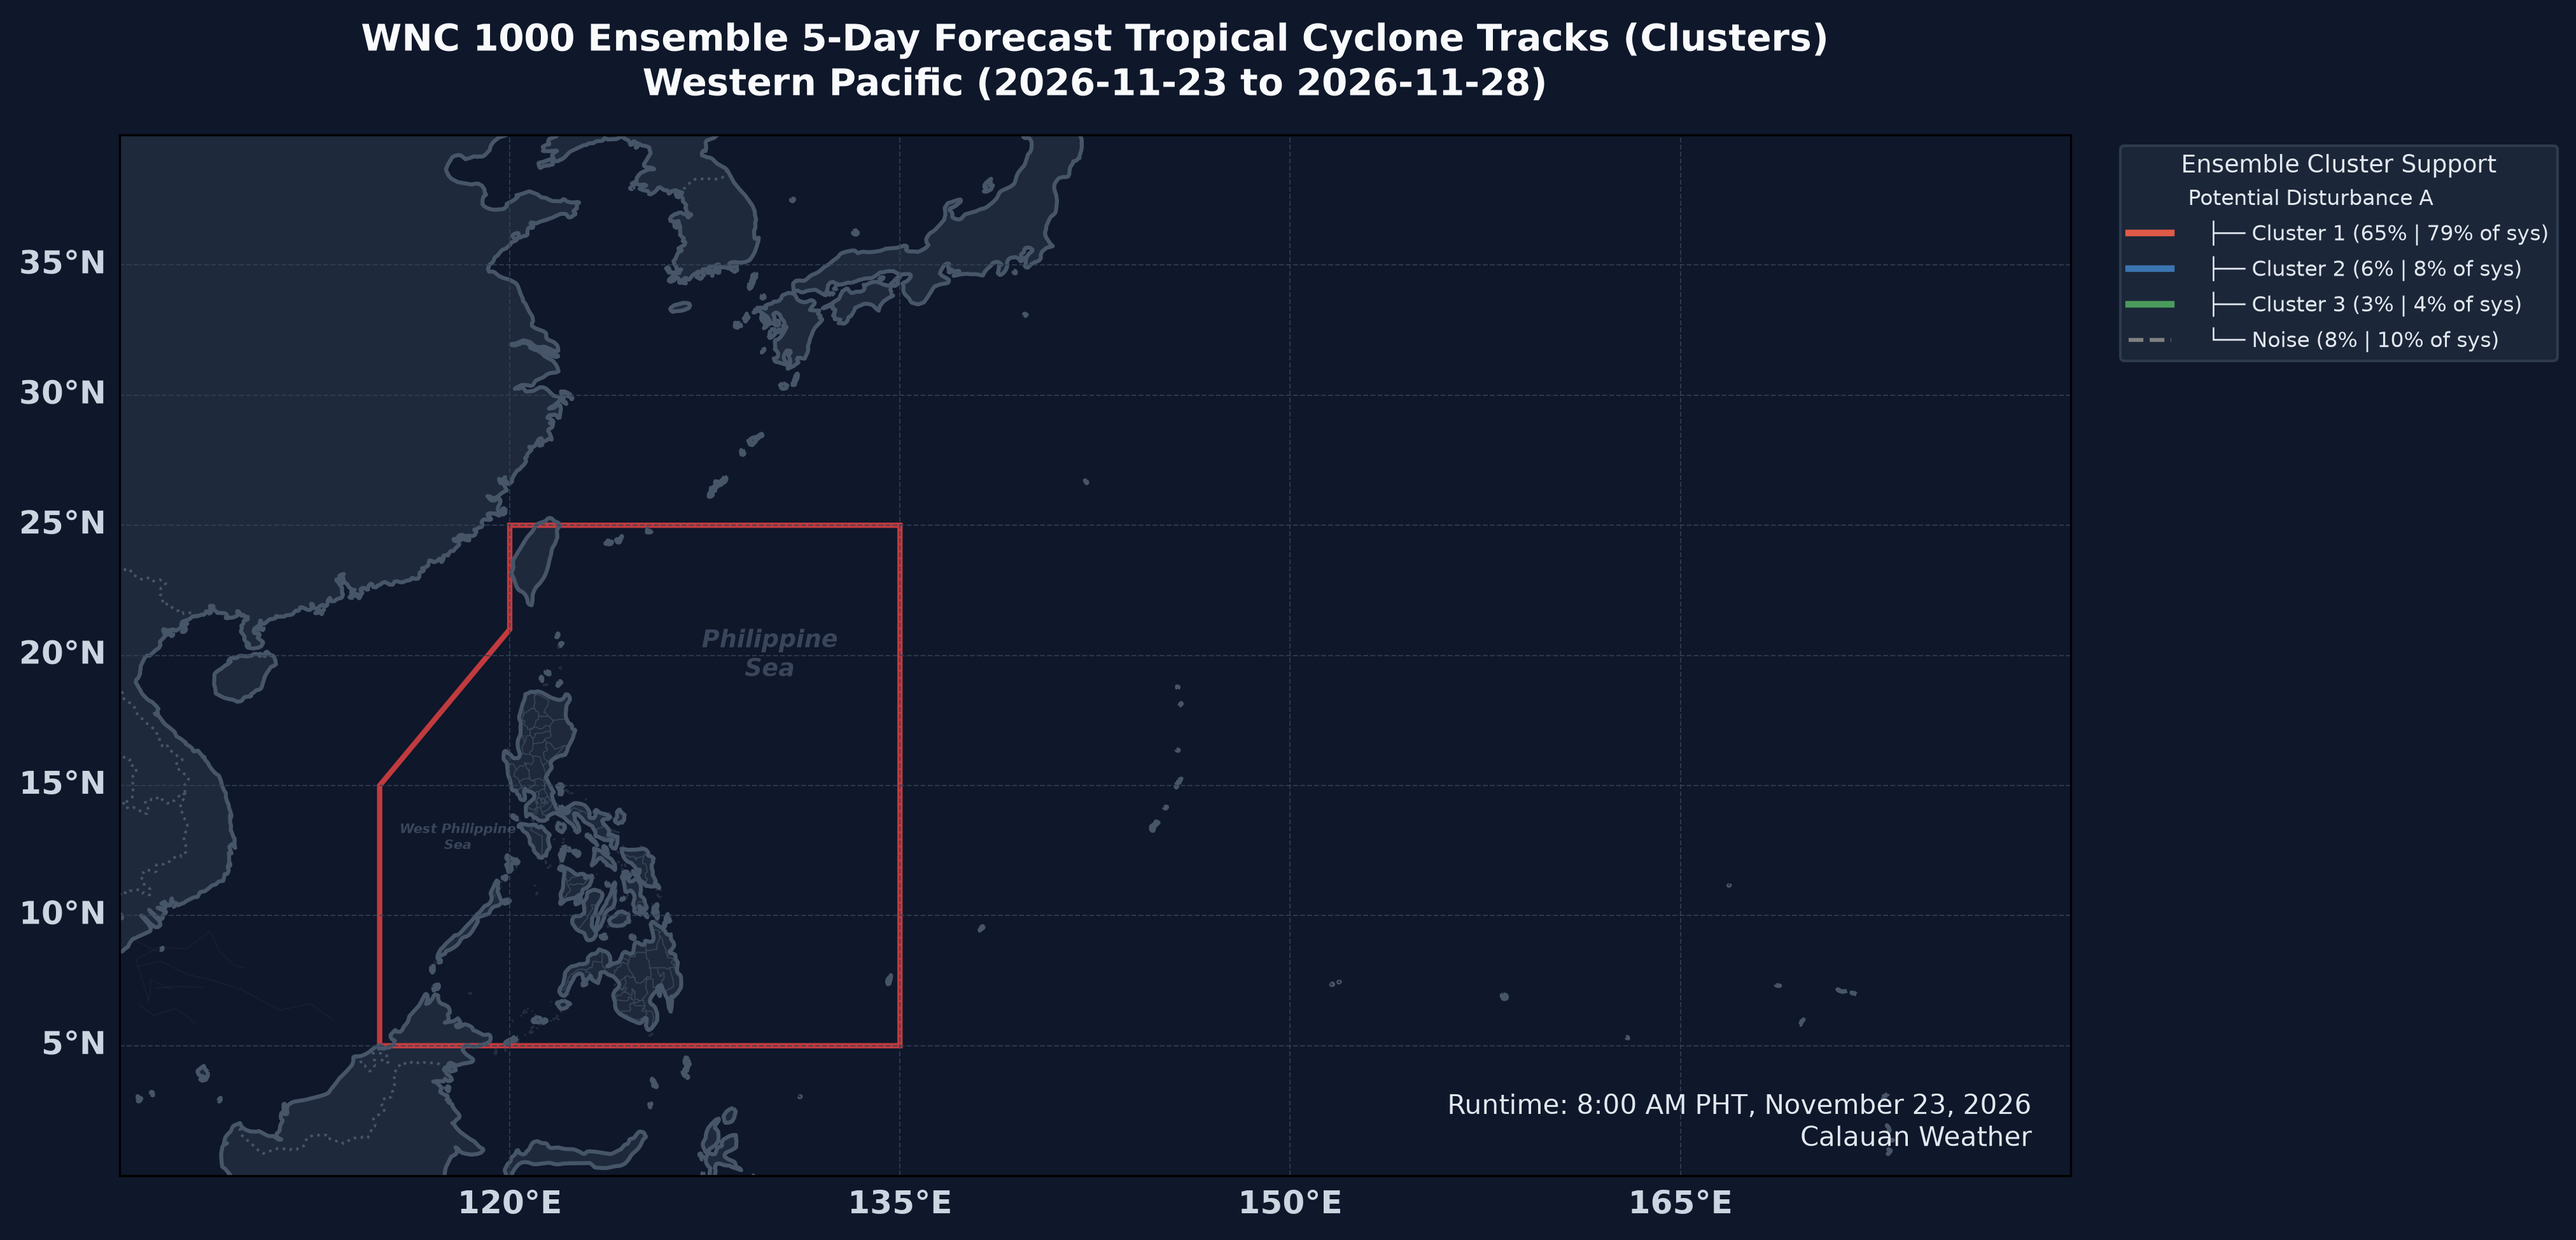 WNC 1000 Ensemble 5-Day Forecast Tropical Cyclone Tracks (Clusters)
Western Pacific (2026-11-23 to 2026-11-28)
Ensemble Cluster Support
Potential Disturbance A
Cluster 1 (65% | 79% of sys)
Cluster 2 (6% | 8% of sys)
Cluster 3 (3% | 4% of sys)
Noise (8% | 10% of sys)
35°N
30°N
25°N
20°N
15°N
10°N
5°N
Philippine
Sea
West Philippine
Sea
Runtime: 8:00 AM PHT, November 23, 2026
Calauan Weather
120°E
135°E
150°E
165°E